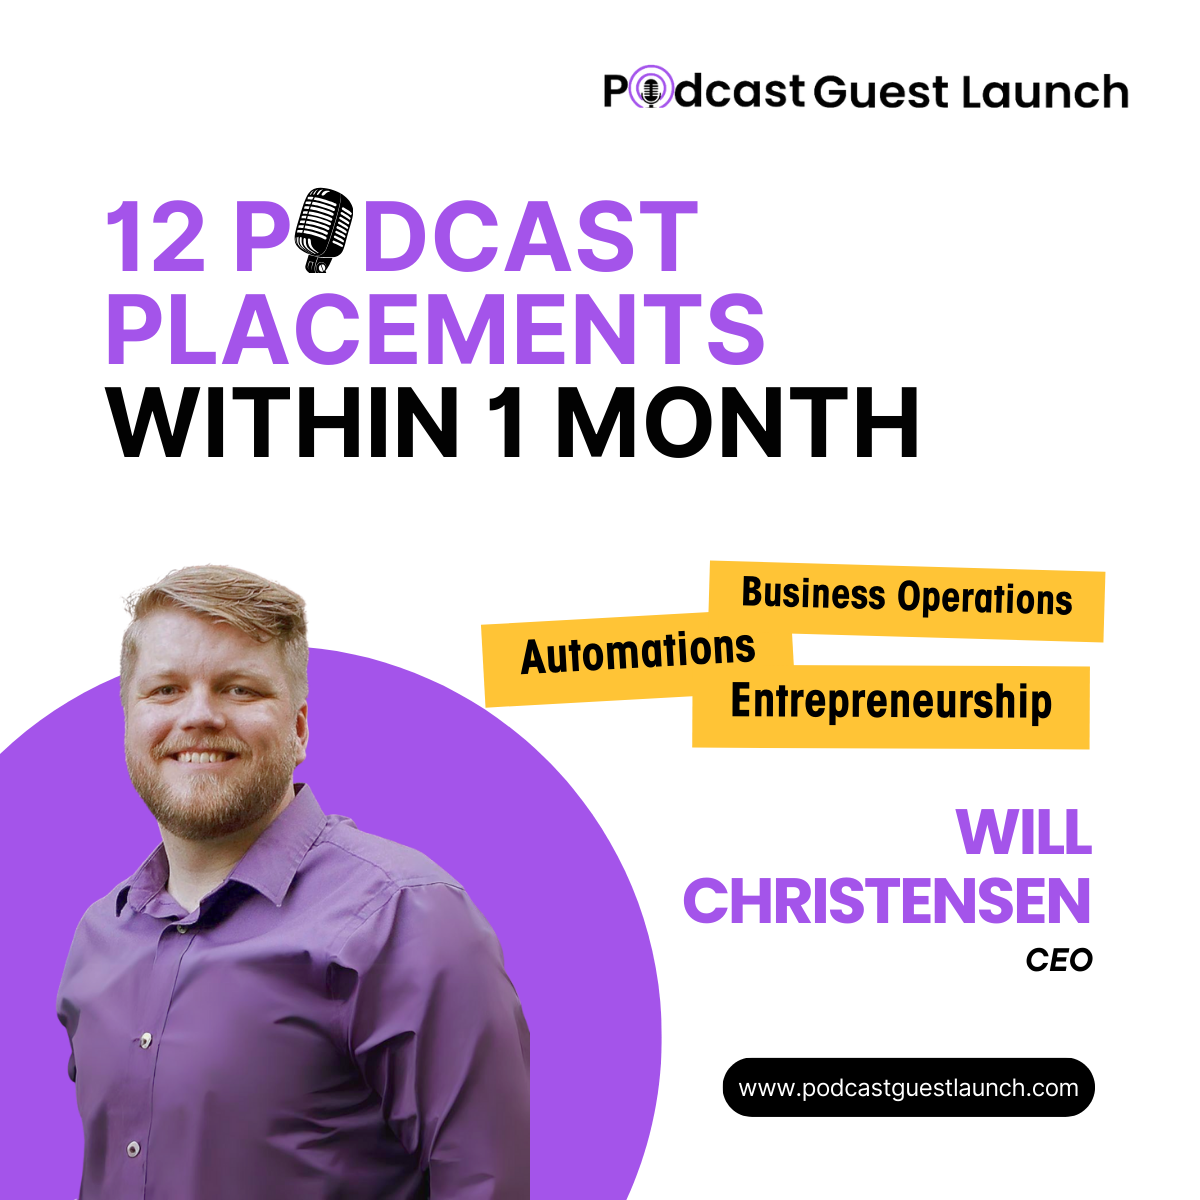 Podcast Guest Launch
12 PODCAST
PLACEMENTS
WITHIN 1 MONTH
Business Operations
Automations
Entrepreneurship
WILL
CHRISTENSEN
CEO
www.podcastguestlaunch.com